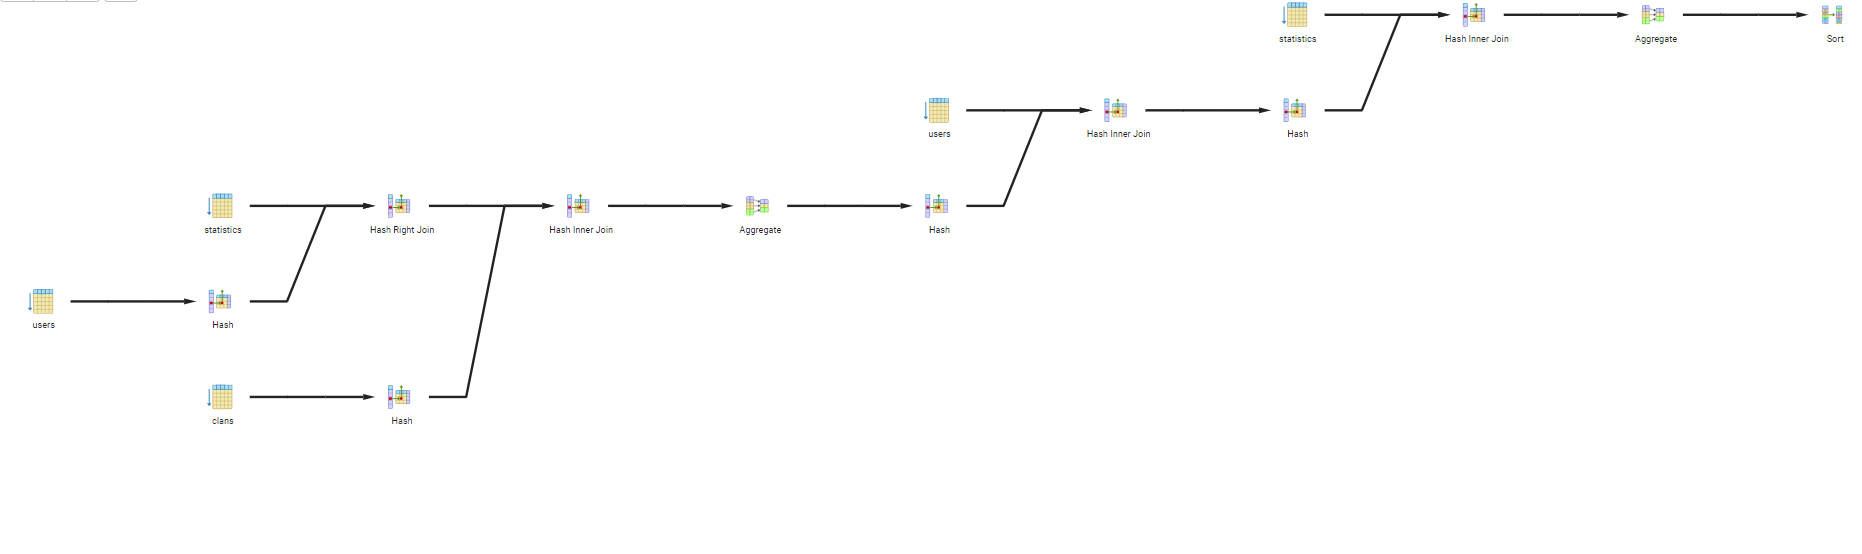 statistics
Hash Inner Join
Aggregate
Sort
users
Hash Inner Join
Hash
statistics
Hash Right Join
Hash Inner Join
Aggregate
Hash
users
Hash
clans
Hash